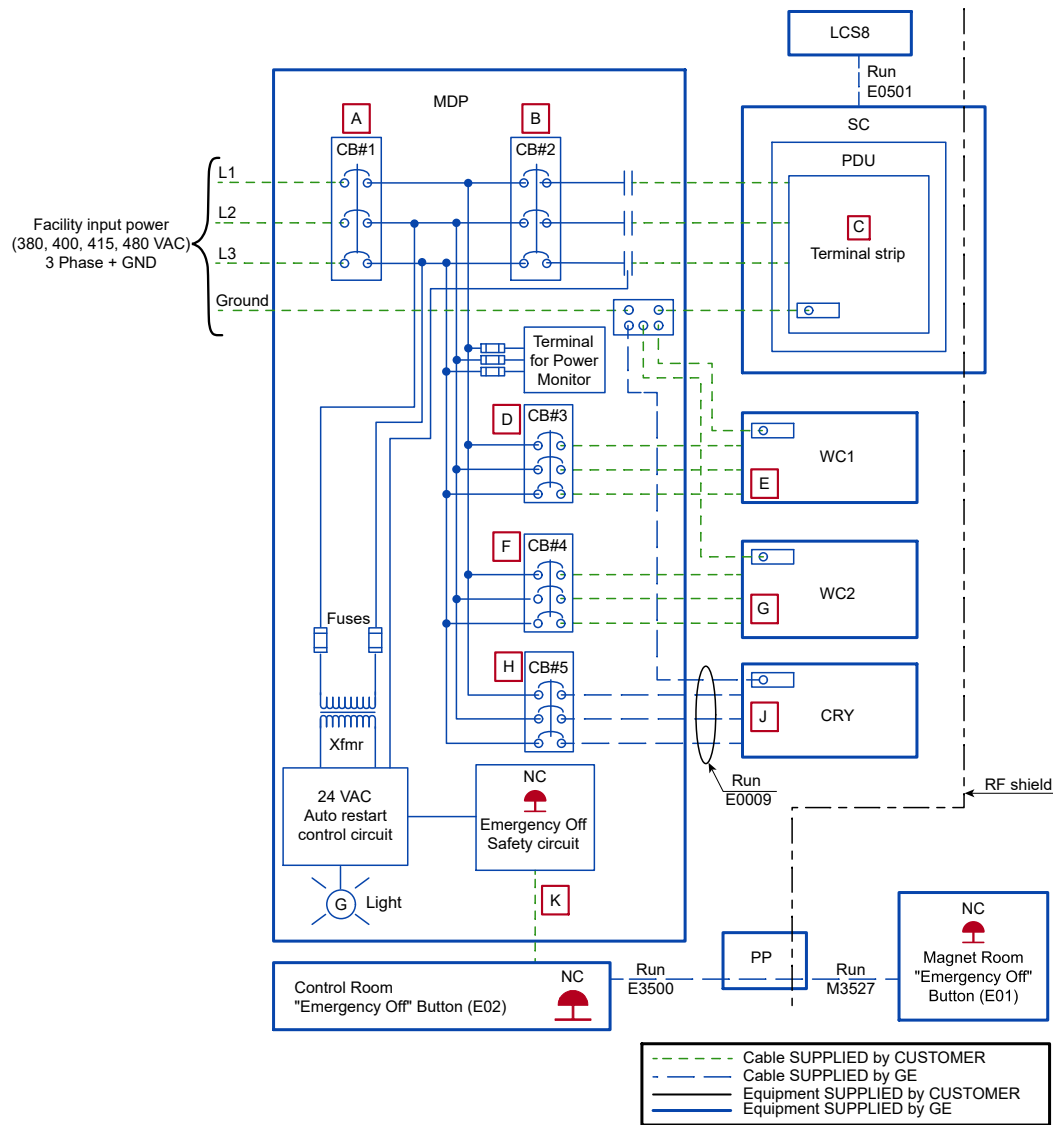 LCS8
Run
E0501
MDP
A
B
SC
CB#1
CB#2
PDU
L1
L2
L3
Facility input power
(380, 400, 415, 480 VAC)
3 Phase + GND
C
Terminal strip
Ground
Terminal
for Power
Monitor
D
CB#3
WC1
E
F
CB#4
WC2
G
Fuses
H
CB#5
J
CRY
Xfmr
Run
E0009
RF shield
24 VAC
Auto restart
control circuit
NC
Emergency Off
Safety circuit
G
Light
K
NC
Magnet Room
"Emergency Off"
Button (E01)
PP
Run
E3500
Run
M3527
Control Room
"Emergency Off" Button (E02)
NC
Cable SUPPLIED by CUSTOMER
Cable SUPPLIED by GE
Equipment SUPPLIED by CUSTOMER
Equipment SUPPLIED by GE